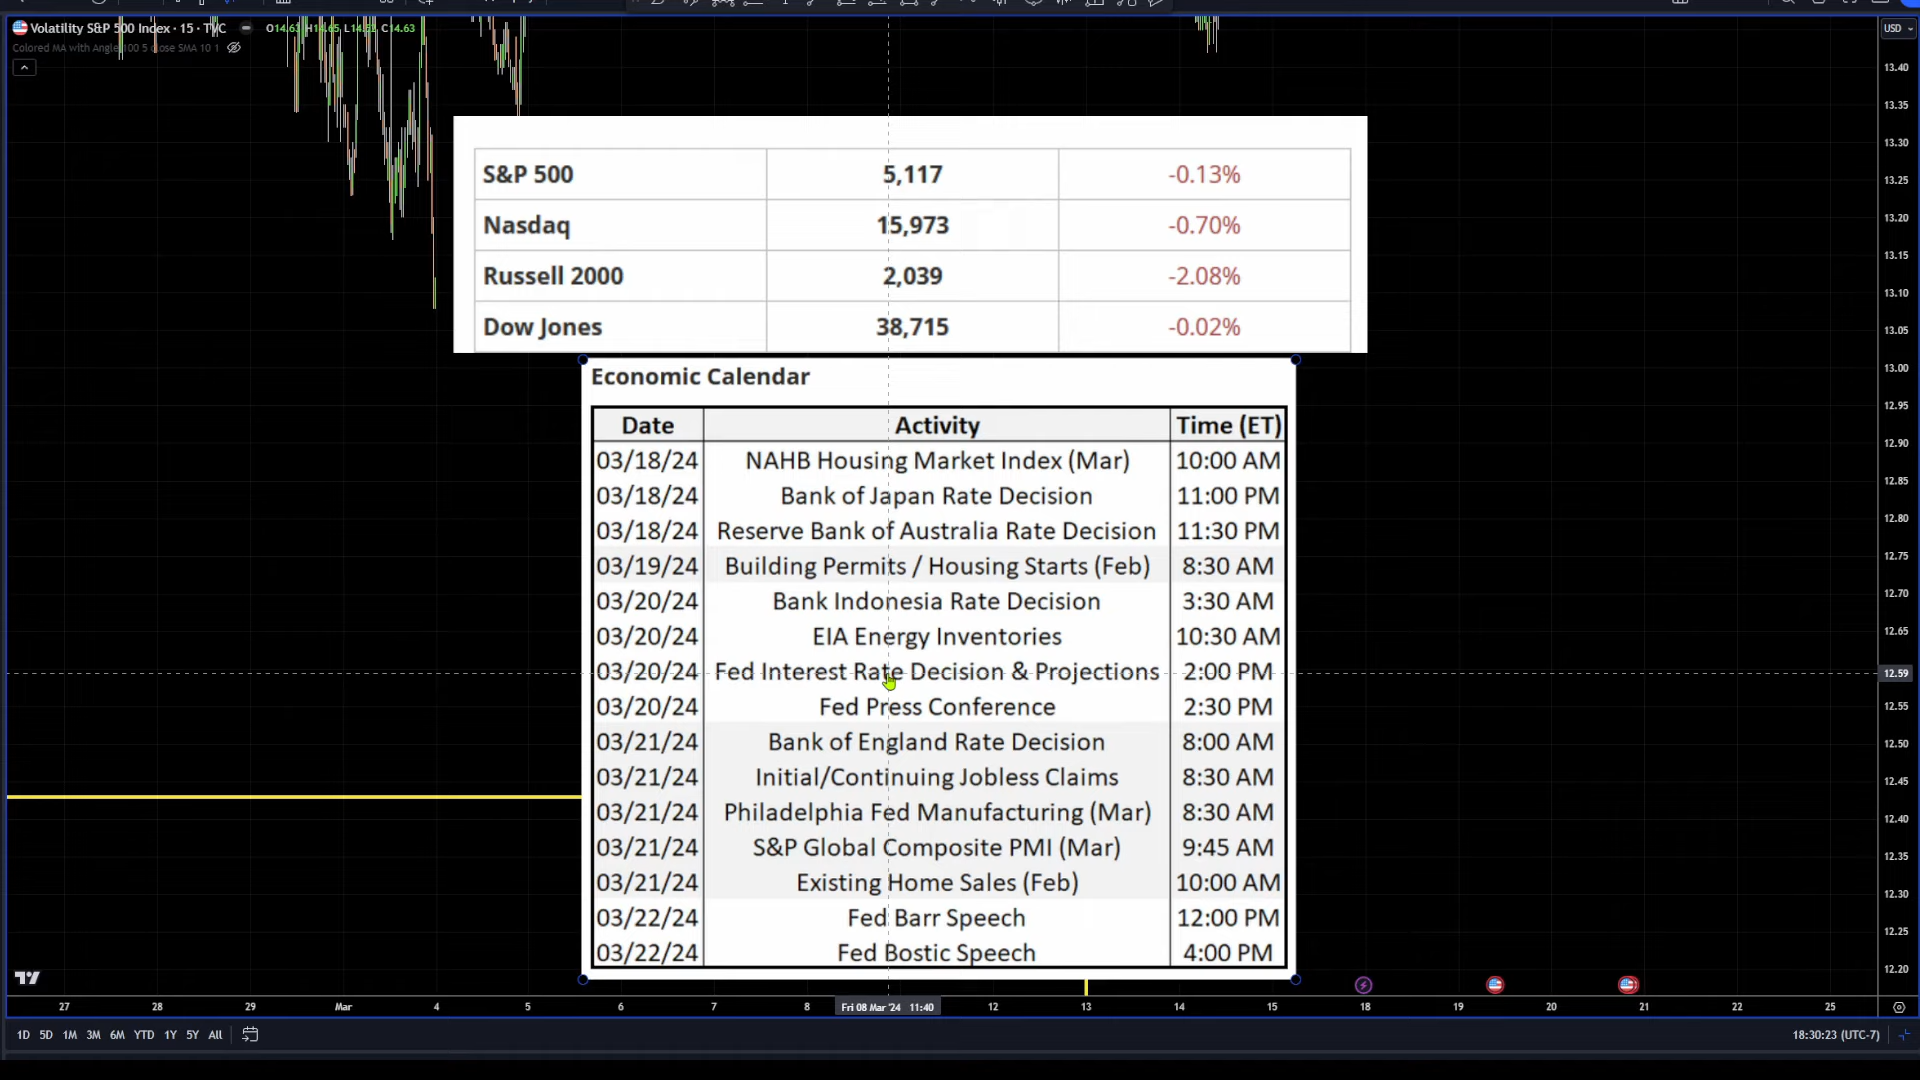 Volatility S&P 500 Index · 15 · TVC
USD
Colored MA with Angle 100 5 close SMA 10 1
S&P 500 5,117 -0.13%
Nasdaq 15,973 -0.70%
Russell 2000 2,039 -2.08%
Dow Jones 38,715 -0.02%
Economic Calendar
Date Activity Time (ET)
03/18/24 NAHB Housing Market Index (Mar) 10:00 AM
03/18/24 Bank of Japan Rate Decision 11:00 PM
03/18/24 Reserve Bank of Australia Rate Decision 11:30 PM
03/19/24 Building Permits / Housing Starts (Feb) 8:30 AM
03/20/24 Bank Indonesia Rate Decision 3:30 AM
03/20/24 EIA Energy Inventories 10:30 AM
03/20/24 Fed Interest Rate Decision & Projections 2:00 PM
03/20/24 Fed Press Conference 2:30 PM
03/21/24 Bank of England Rate Decision 8:00 AM
03/21/24 Initial/Continuing Jobless Claims 8:30 AM
03/21/24 Philadelphia Fed Manufacturing (Mar) 8:30 AM
03/21/24 S&P Global Composite PMI (Mar) 9:45 AM
03/21/24 Existing Home Sales (Feb) 10:00 AM
03/22/24 Fed Barr Speech 12:00 PM
03/22/24 Fed Bostic Speech 4:00 PM
13.40
13.35
13.30
13.25
13.20
13.15
13.10
13.05
13.00
12.95
12.90
12.85
12.80
12.75
12.70
12.65
12.59
12.55
12.50
12.45
12.40
12.35
12.30
12.25
12.20
27 28 29 Mar 4 5 6 7 8 Fri 08 Mar '24 11:40 12 13 14 15 18 19 20 21 22 25
1D 5D 1M 3M 6M YTD 1Y 5Y All 18:30:23 (UTC-7)